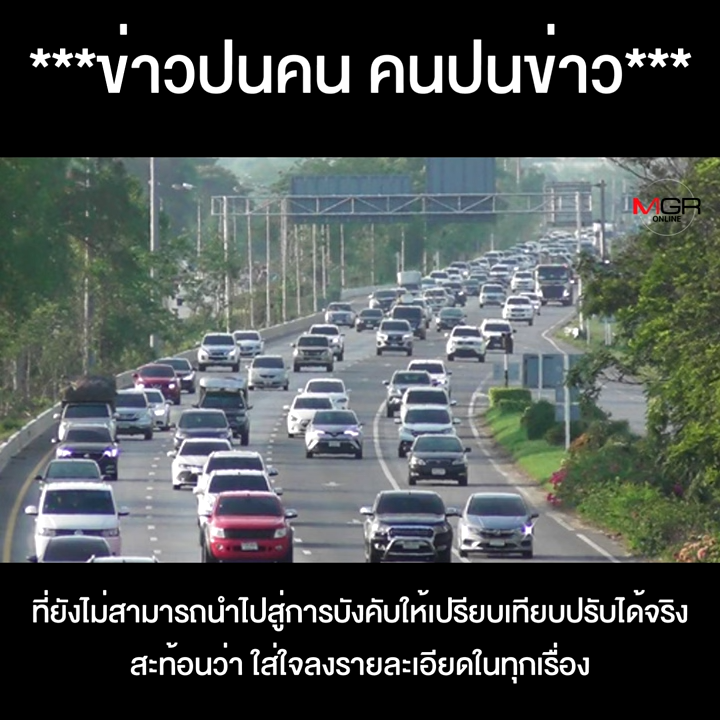 ***ข่าวปนคน คนปนข่าว***
MGR
ONLINE
ที่ยังไม่สามารถนำไปสู่การบังคับให้เปรียบเทียบปรับได้จริง
สะท้อนว่า ใส่ใจลงรายละเอียดในทุกเรื่อง